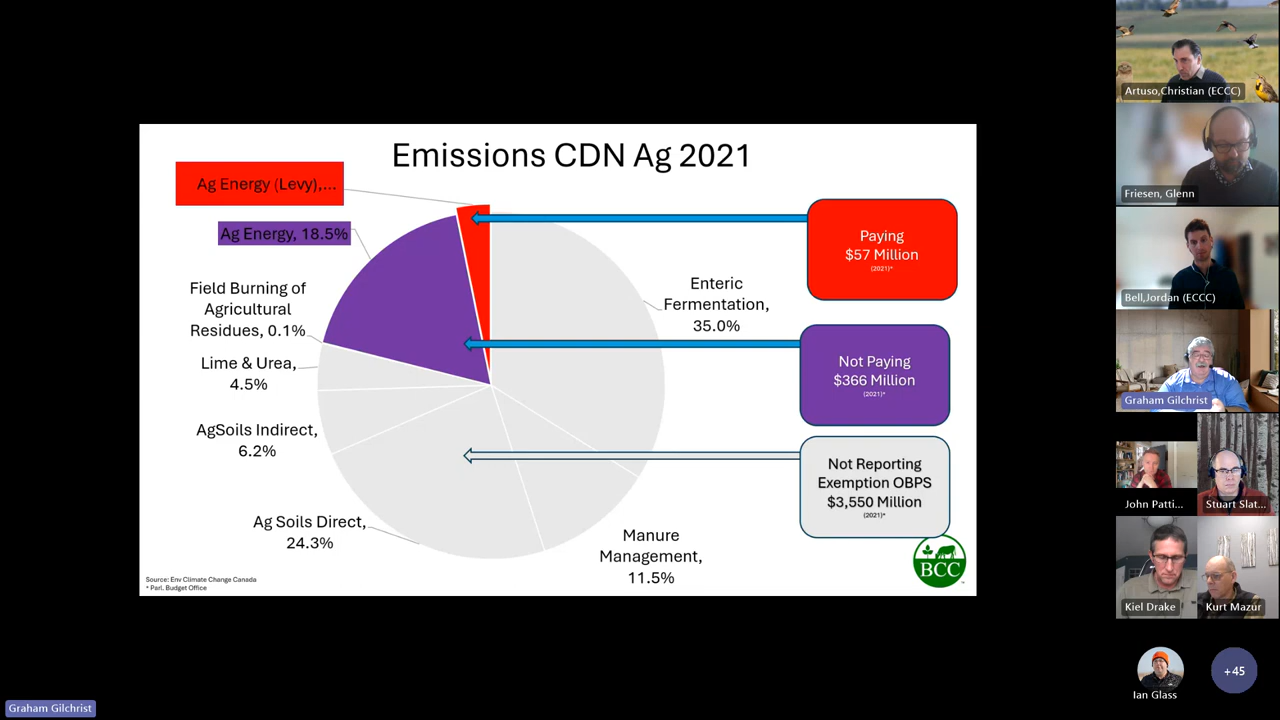 Emissions CDN Ag 2021
Ag Energy (Levy),...
Ag Energy, 18.5%
Field Burning of
Agricultural
Residues, 0.1%
Lime & Urea,
4.5%
AgSoils Indirect,
6.2%
Ag Soils Direct,
24.3%
Enteric
Fermentation,
35.0%
Manure
Management,
11.5%
Paying
$57 Million
(2021)*
Not Paying
$366 Million
(2021)*
Not Reporting
Exemption OBPS
$3,550 Million
(2021)*
BCC
Source: Env Climate Change Canada
* Parl. Budget Office
Artuso,Christian (ECCC)
Friesen, Glenn
Bell,Jordan (ECCC)
Graham Gilchrist
John Patti...
Stuart Slat...
Kiel Drake
Kurt Mazur
Ian Glass
+45
Graham Gilchrist